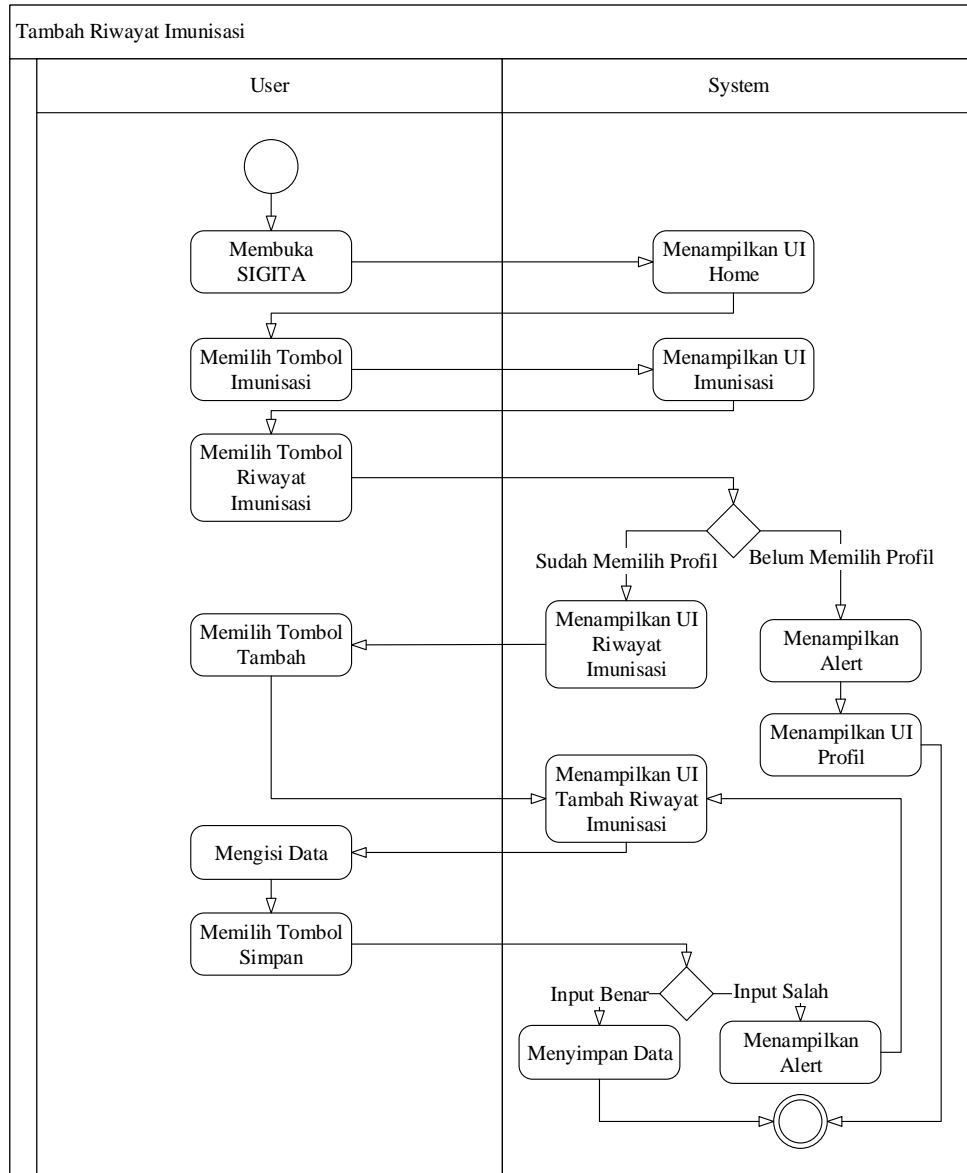 Tambah Riwayat Imunisasi
User
System
Membuka
SIGITA
Menampilkan UI
Home
Memilih Tombol
Imunisasi
Menampilkan UI
Imunisasi
Memilih Tombol
Riwayat
Imunisasi
Sudah Memilih Profil
Belum Memilih Profil
Memilih Tombol
Tambah
Menampilkan UI
Riwayat
Imunisasi
Menampilkan
Alert
Menampilkan UI
Profil
Menampilkan UI
Tambah Riwayat
Imunisasi
Mengisi Data
Memilih Tombol
Simpan
Input Benar
Input Salah
Menyimpan Data
Menampilkan
Alert